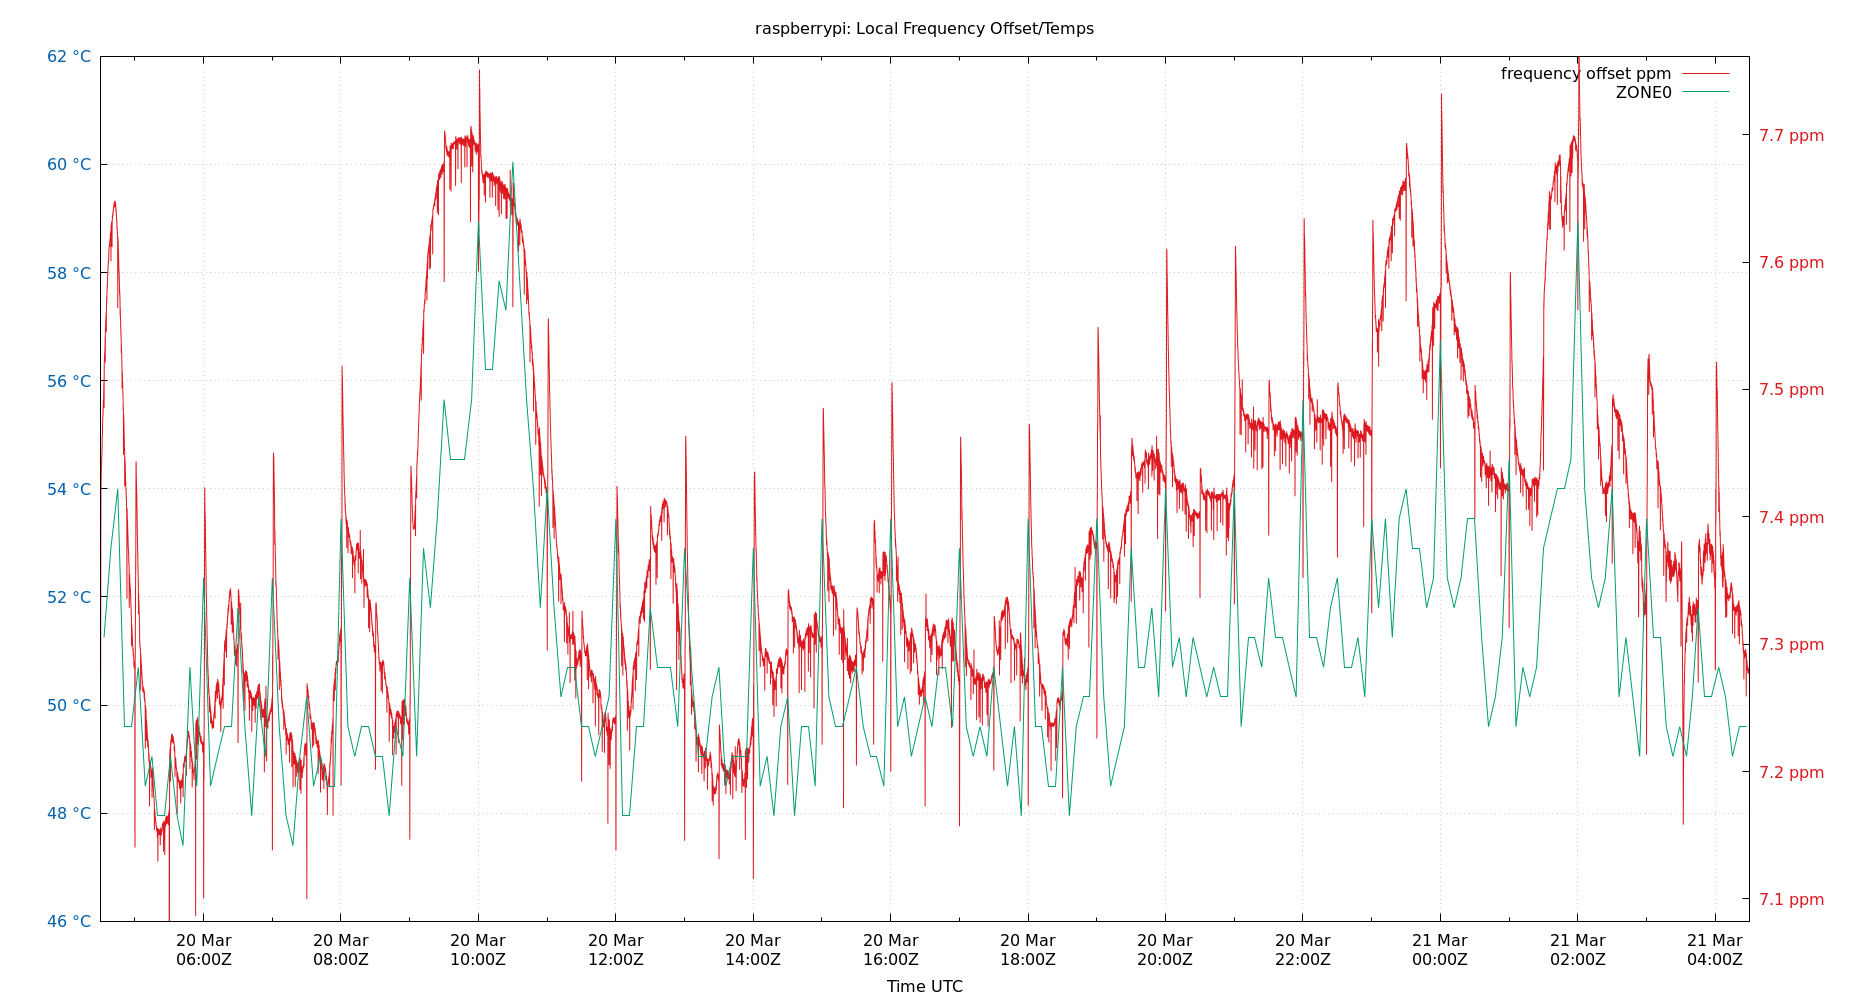 raspberrypi: Local Frequency Offset/Temps
frequency offset ppm
ZONE0
62 °C
60 °C
58 °C
56 °C
54 °C
52 °C
50 °C
48 °C
46 °C
7.7 ppm
7.6 ppm
7.5 ppm
7.4 ppm
7.3 ppm
7.2 ppm
7.1 ppm
20 Mar 20 Mar 20 Mar 20 Mar 20 Mar 20 Mar 20 Mar 20 Mar 20 Mar 21 Mar 21 Mar 21 Mar
06:00Z 08:00Z 10:00Z 12:00Z 14:00Z 16:00Z 18:00Z 20:00Z 22:00Z 00:00Z 02:00Z 04:00Z
Time UTC